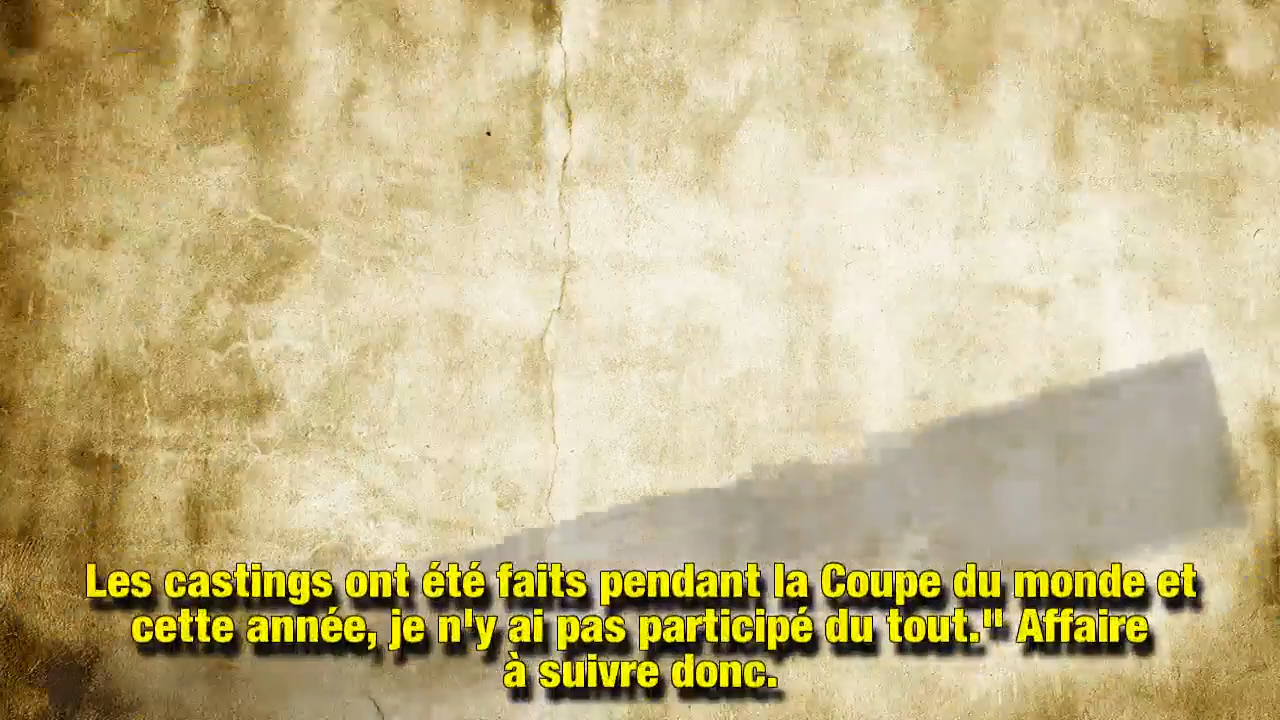 Les castings ont été faits pendant la Coupe du monde et
cette année, je n'y ai pas participé du tout." Affaire
à suivre donc.